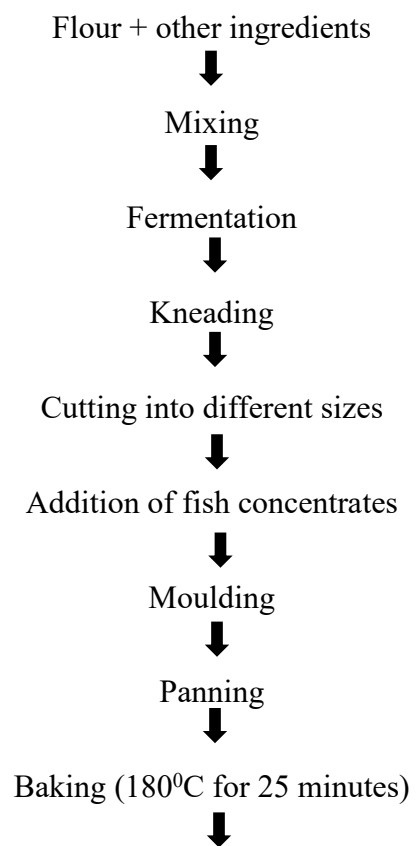 Flour + other ingredients
Mixing
Fermentation
Kneading
Cutting into different sizes
Addition of fish concentrates
Moulding
Panning
Baking (180⁰C for 25 minutes)